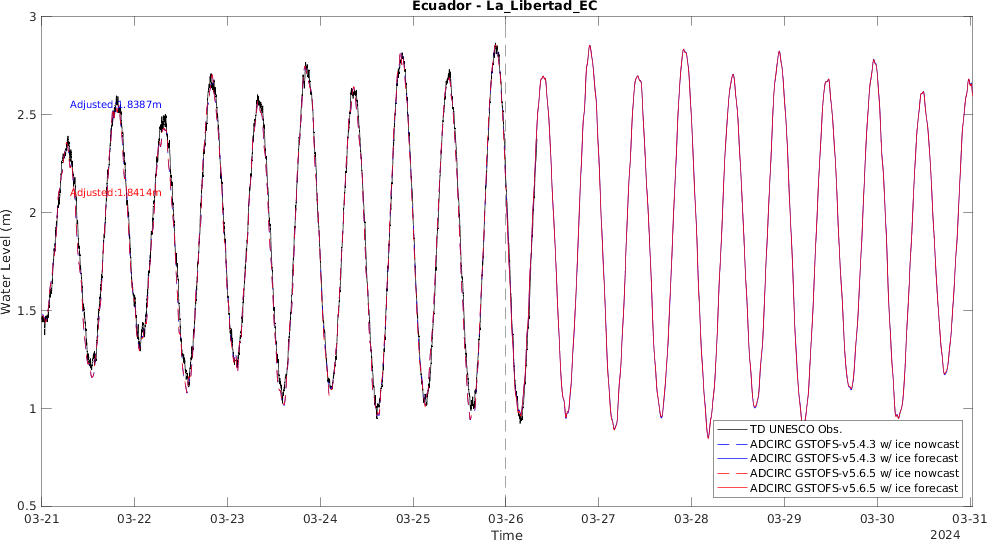 Ecuador - La_Libertad_EC
3
2.5
2
1.5
1
0.5
Water Level (m)
Adjusted:1.8387m
Adjusted:1.8414m
TD UNESCO Obs.
ADCIRC GSTOFS-v5.4.3 w/ ice nowcast
ADCIRC GSTOFS-v5.4.3 w/ ice forecast
ADCIRC GSTOFS-v5.6.5 w/ ice nowcast
ADCIRC GSTOFS-v5.6.5 w/ ice forecast
03-21 03-22 03-23 03-24 03-25 03-26 03-27 03-28 03-29 03-30 03-31
Time
2024